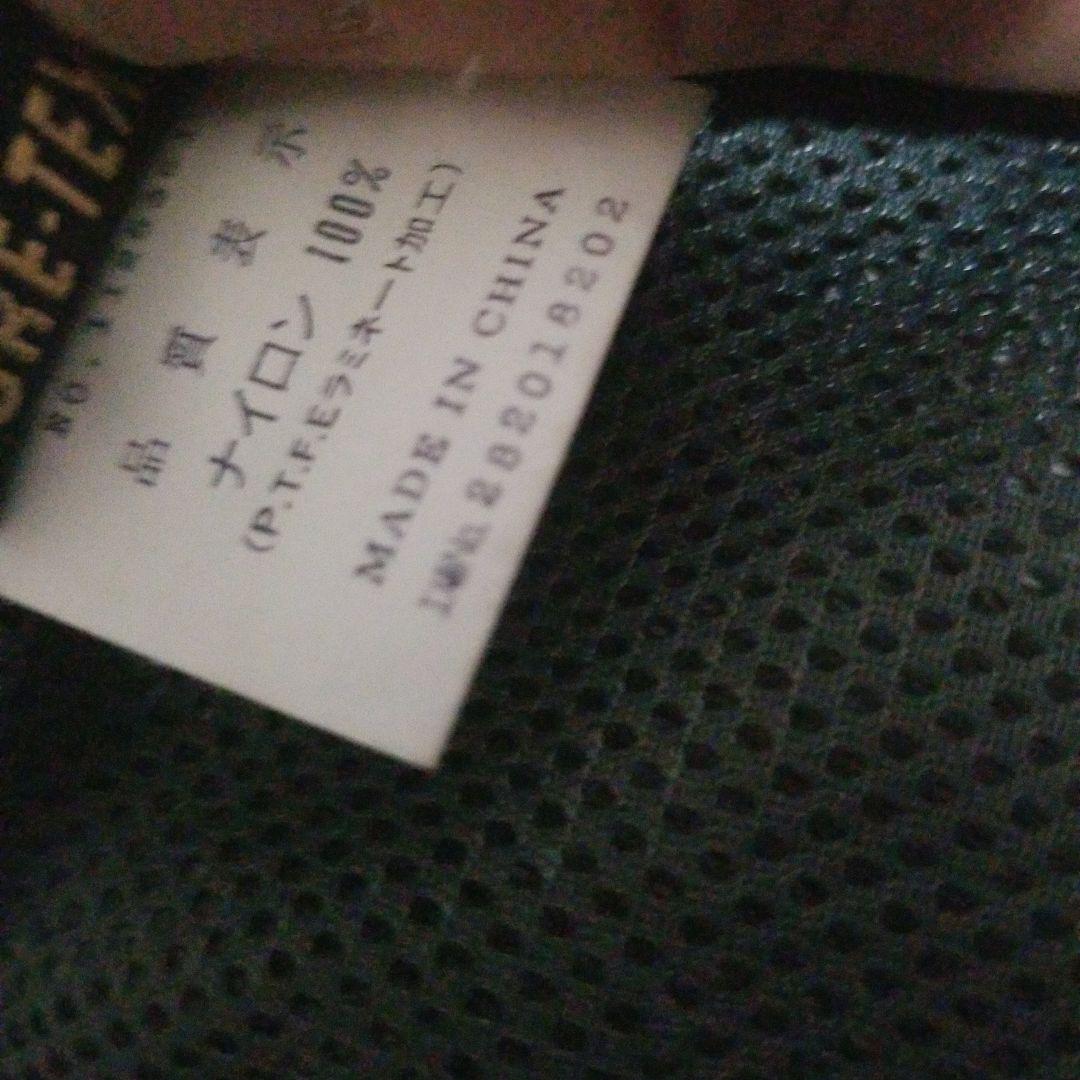 品質表示
ナイロン 100%
(P.T.F.Eラミネート加工)
MADE IN CHINA
282018202